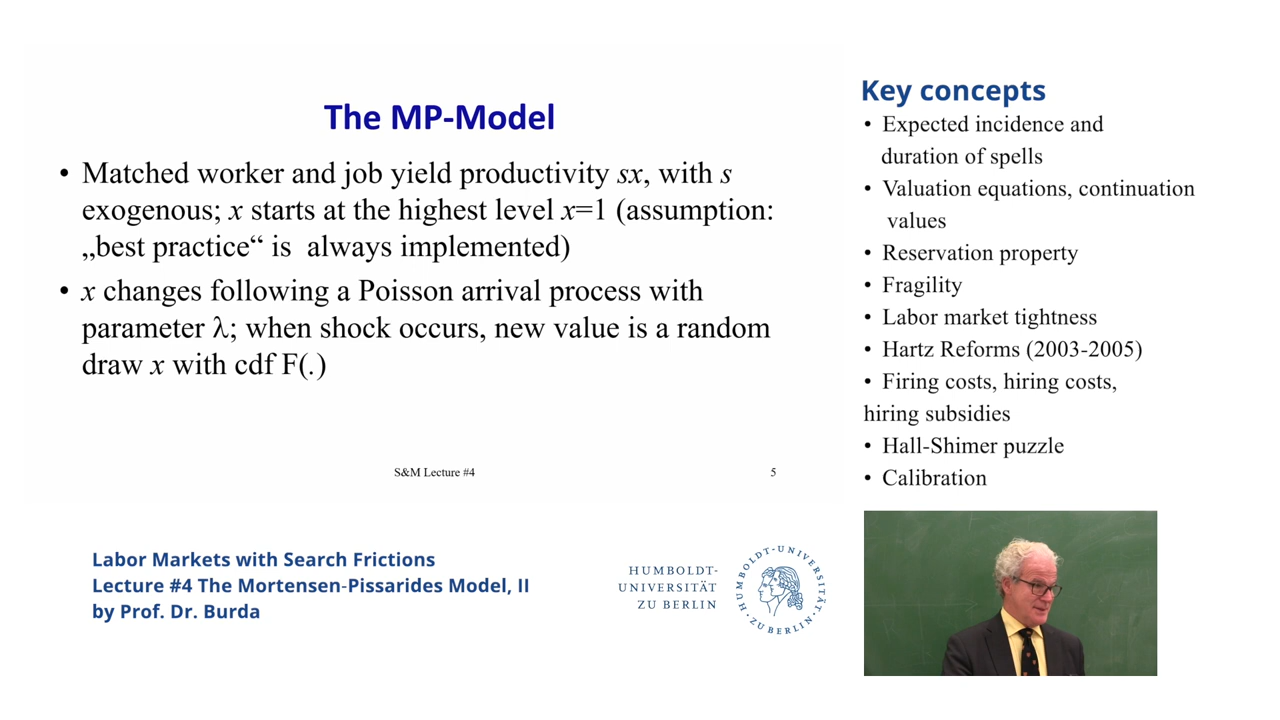 The MP-Model
• Matched worker and job yield productivity sx, with s
exogenous; x starts at the highest level x=1 (assumption:
„best practice“ is always implemented)
• x changes following a Poisson arrival process with
parameter λ; when shock occurs, new value is a random
draw x with cdf F(.)
S&M Lecture #4
5
Key concepts
• Expected incidence and
duration of spells
• Valuation equations, continuation
values
• Reservation property
• Fragility
• Labor market tightness
• Hartz Reforms (2003-2005)
• Firing costs, hiring costs,
hiring subsidies
• Hall-Shimer puzzle
• Calibration
Labor Markets with Search Frictions
Lecture #4 The Mortensen-Pissarides Model, II
by Prof. Dr. Burda
HUMBOLDT-
UNIVERSITÄT
ZU BERLIN
HUMBOLDT-UNIVERSITÄT
ZU BERLIN